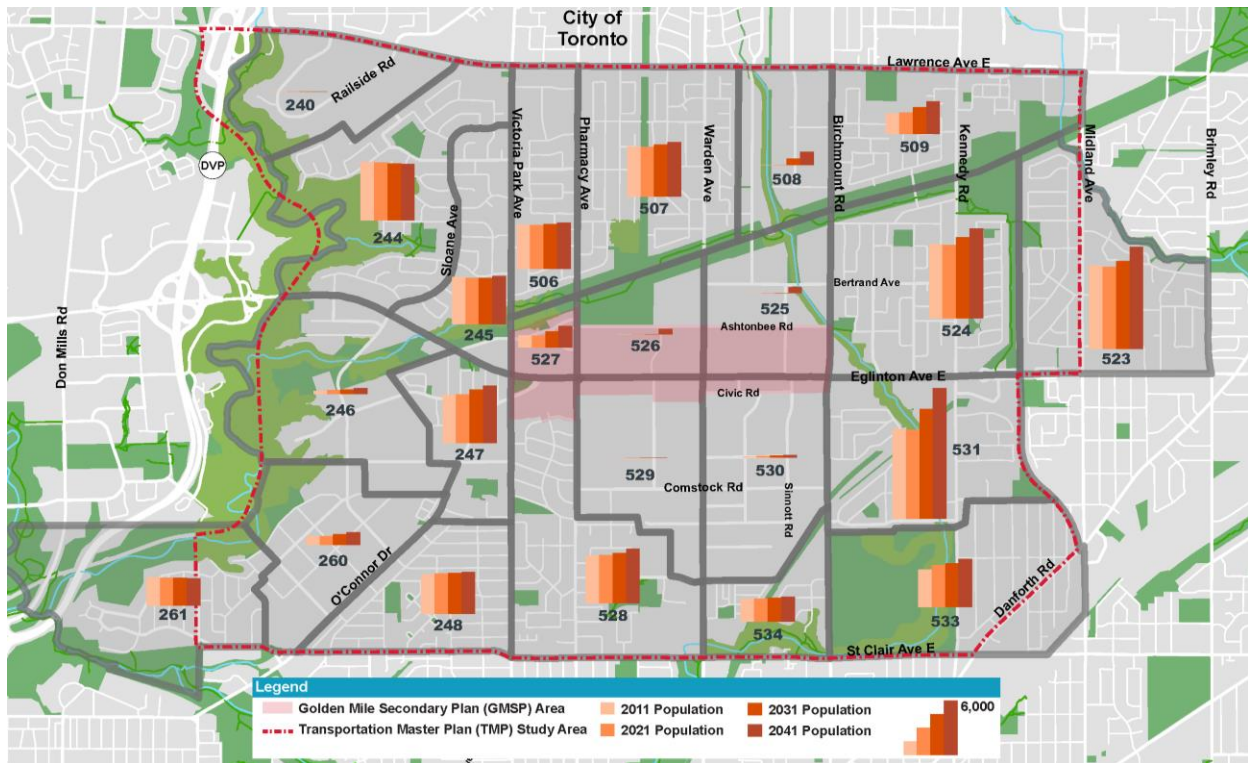 City of
Toronto
Lawrence Ave E
Railside Rd
240
DVP
Don Mills Rd
244
Sloane Ave
Victoria Park Ave
Pharmacy Ave
507
Warden Ave
508
Birchmount Rd
509
Kennedy Rd
Midland Ave
Brimley Rd
506
245
Bertrand Ave
525
524
Ashtonbee Rd
526
527
523
Eglinton Ave E
Civic Rd
246
247
531
529
530
Comstock Rd
Sinnott Rd
260
O'Connor Dr
261
248
528
534
533
Danforth Rd
St Clair Ave E
Legend
Golden Mile Secondary Plan (GMSP) Area
2011 Population
2031 Population
6,000
Transportation Master Plan (TMP) Study Area
2021 Population
2041 Population